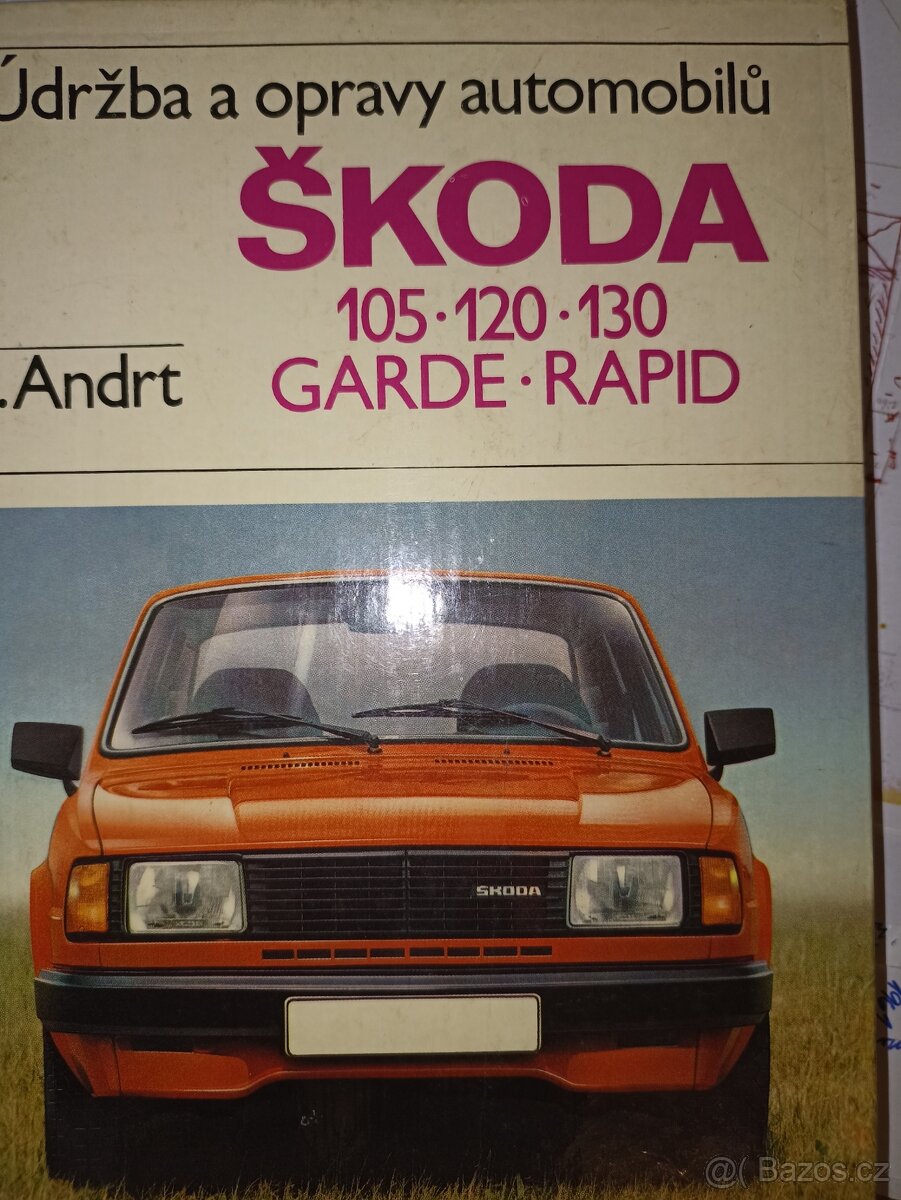 Údržba a opravy automobilů
ŠKODA
105·120·130
.Andrt
GARDE·RAPID
SKODA
@( Bazos.cz